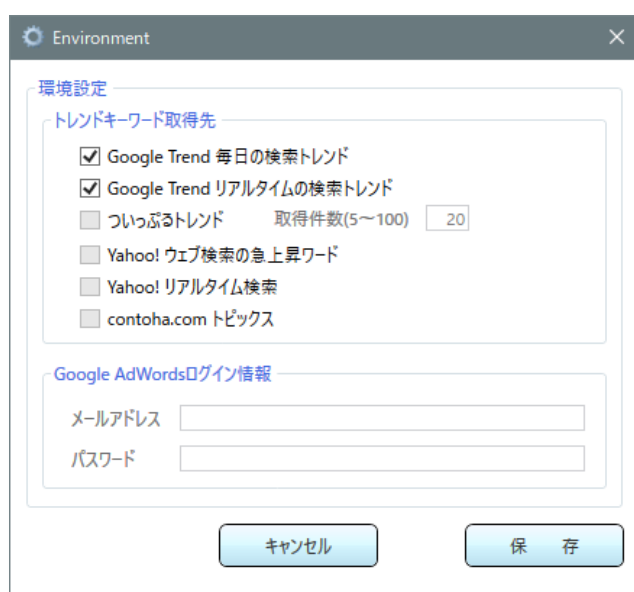 Environment
環境設定
トレンドキーワード取得先
Google Trend 毎日の検索トレンド
Google Trend リアルタイムの検索トレンド
ついっぷるトレンド 取得件数(5～100) 20
Yahoo! ウェブ検索の急上昇ワード
Yahoo! リアルタイム検索
contoha.com トピックス
Google AdWordsログイン情報
メールアドレス
パスワード
キャンセル 保 存